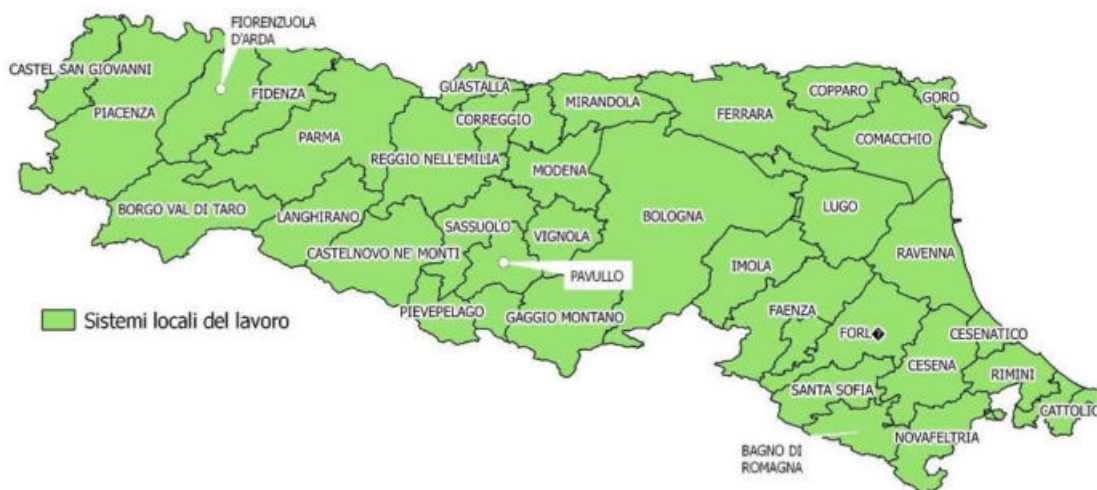 FIORENZUOLA
D'ARDA
CASTEL SAN GIOVANNI
PIACENZA
FIDENZA
PARMA
GUASTALLA
CORREGGIO
REGGIO NELL'EMILIA
MIRANDOLA
MODENA
FERRARA
COPPARO
GORO
COMACCHIO
BORGO VAL DI TARO
LANGHIRANO
CASTELNOVO NE' MONTI
SASSUOLO
VIGNOLA
BOLOGNA
LUGO
RAVENNA
IMOLA
PAVULLO
PIEVEPELAGO
GAGGIO MONTANO
FAENZA
FORL�
CESENATICO
CESENA
RIMINI
SANTA SOFIA
CATTOLIC
NOVAFELTRIA
BAGNO DI
ROMAGNA
Sistemi locali del lavoro